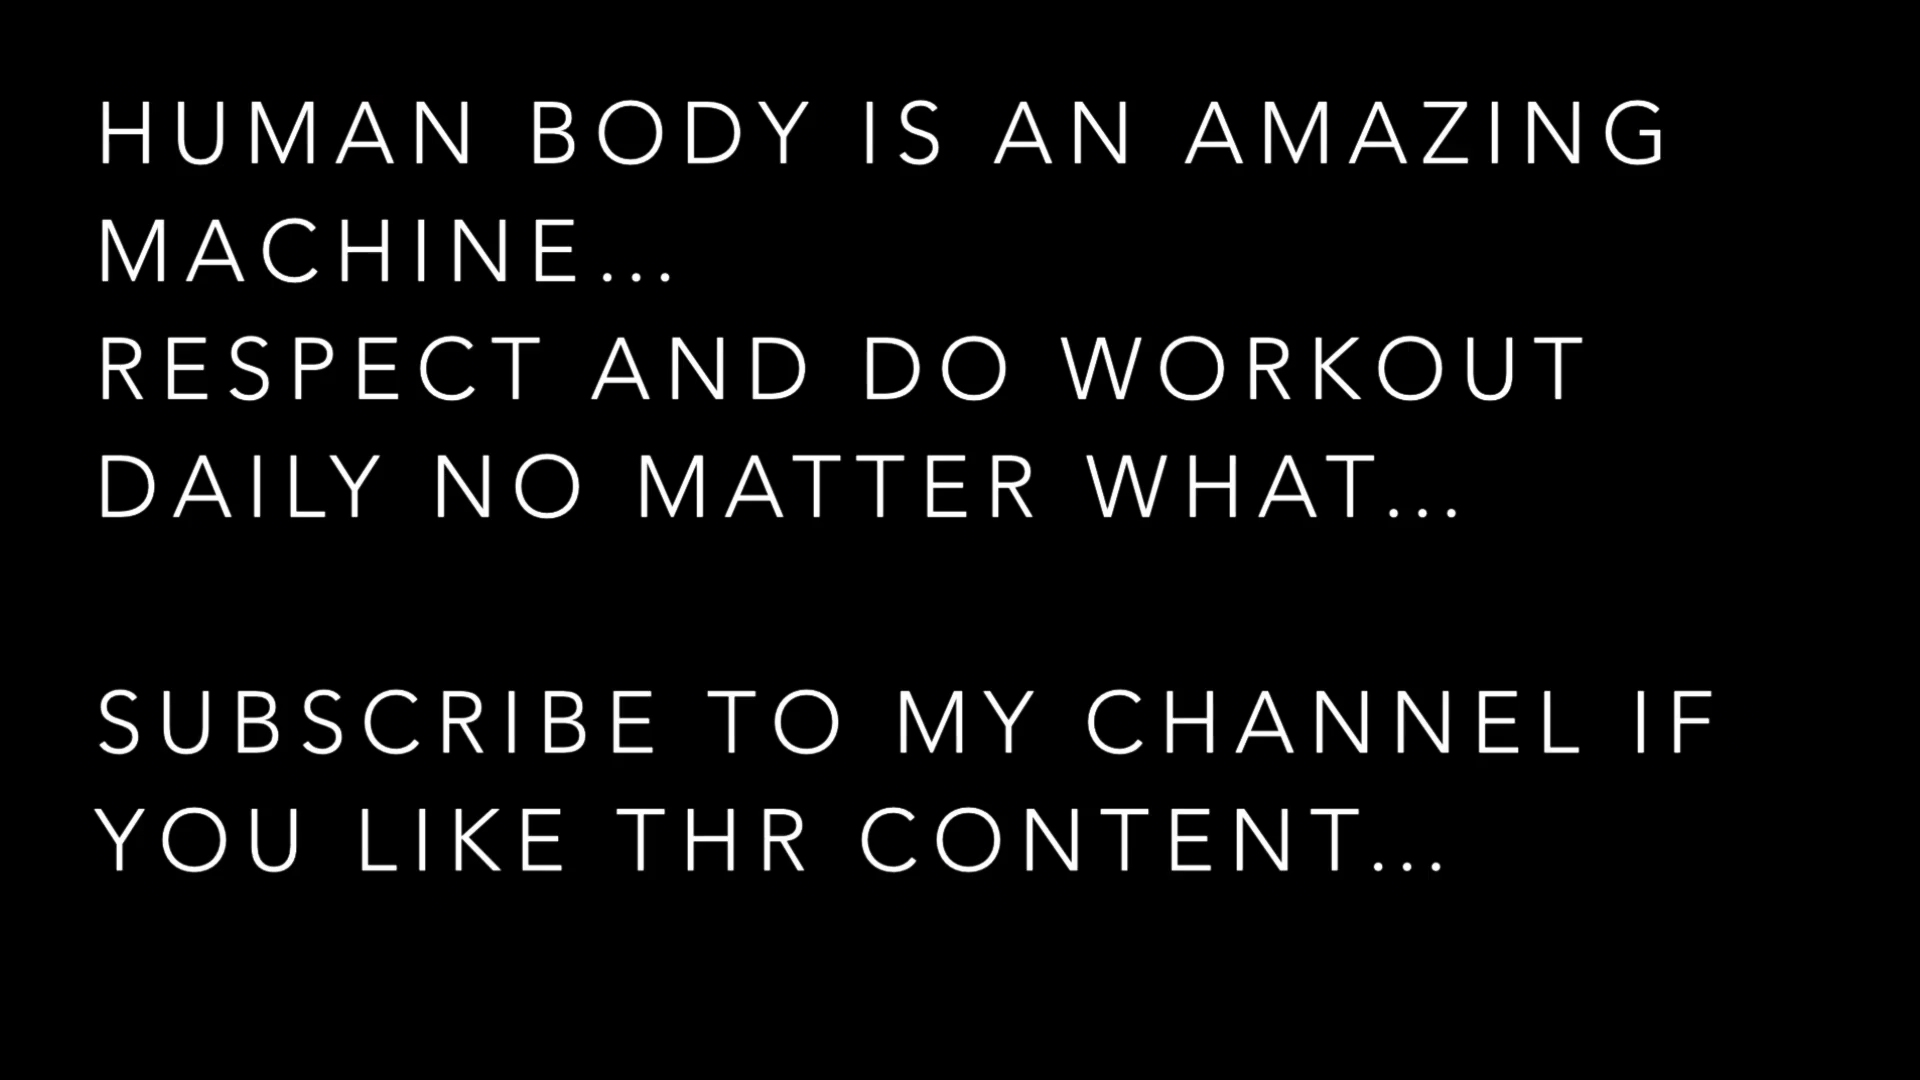 HUMAN BODY IS AN AMAZING
MACHINE...
RESPECT AND DO WORKOUT
DAILY NO MATTER WHAT...
SUBSCRIBE TO MY CHANNEL IF
YOU LIKE THR CONTENT...